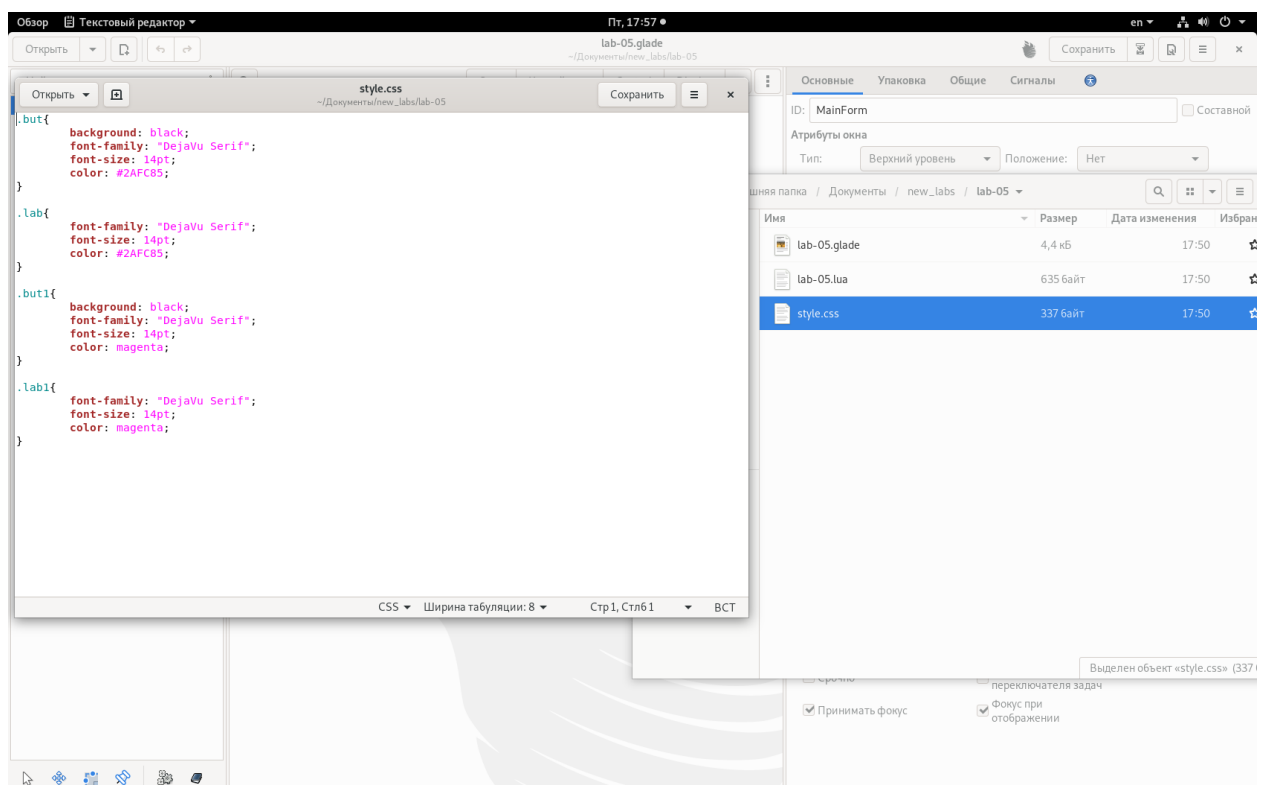 Обзор Текстовый редактор Пт, 17:57 en
Открыть lab-05.glade Сохранить
~/Документы/new_labs/lab-05
Основные Упаковка Общие Сигналы
Открыть style.css Сохранить
~/Документы/new_labs/lab-05
ID: MainForm Составной
Атрибуты окна
Тип: Верхний уровень Положение: Нет
.but{
background: black;
font-family: "DejaVu Serif";
font-size: 14pt;
color: #2AFC85;
}
.lab{
font-family: "DejaVu Serif";
font-size: 14pt;
color: #2AFC85;
}
.but1{
background: black;
font-family: "DejaVu Serif";
font-size: 14pt;
color: magenta;
}
.lab1{
font-family: "DejaVu Serif";
font-size: 14pt;
color: magenta;
}
CSS Ширина табуляции: 8 Стр 1, Стлб 1 ВСТ
шняя папка / Документы / new_labs / lab-05
Имя Размер Дата изменения Избран
lab-05.glade 4,4 кБ 17:50
lab-05.lua 635 байт 17:50
style.css 337 байт 17:50
Выделен объект «style.css» (337
переключателя задач
Принимать фокус
Фокус при
отображении